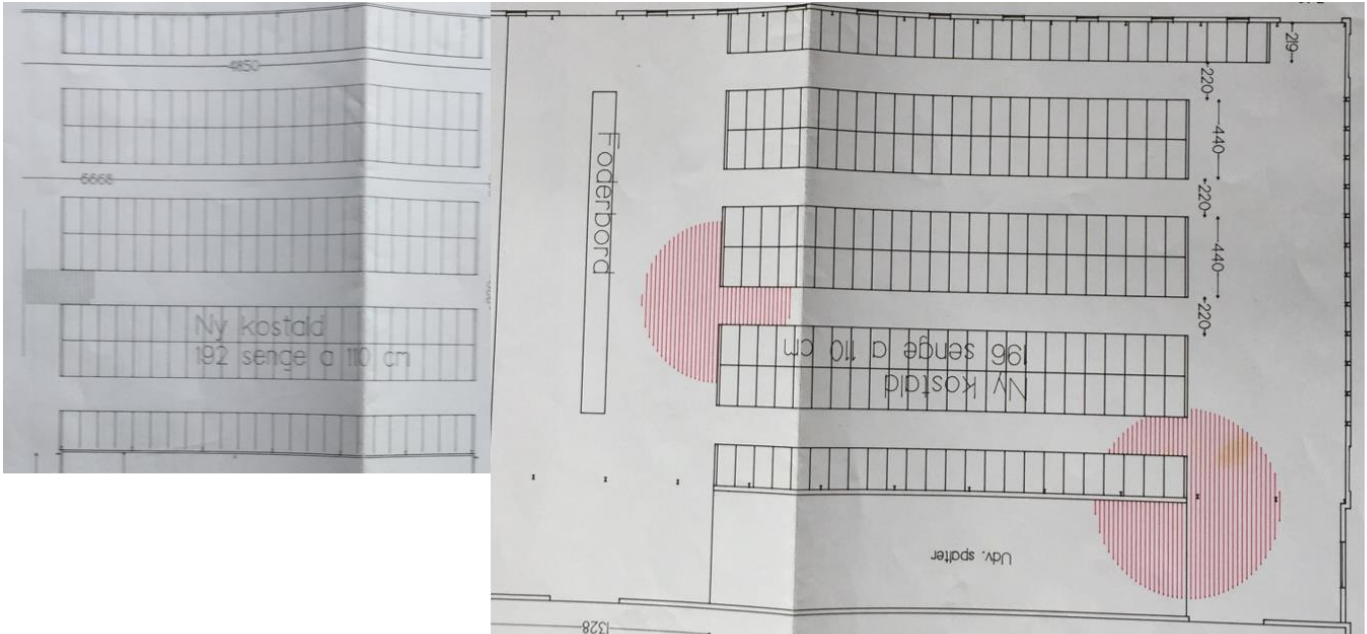 4850
6668
Ny kostald
192 senge a 110 cm
219
220
440
220
440
220
Foderbord
196 senge a 110 cm
Ny kostald
Udv. spalter
1328